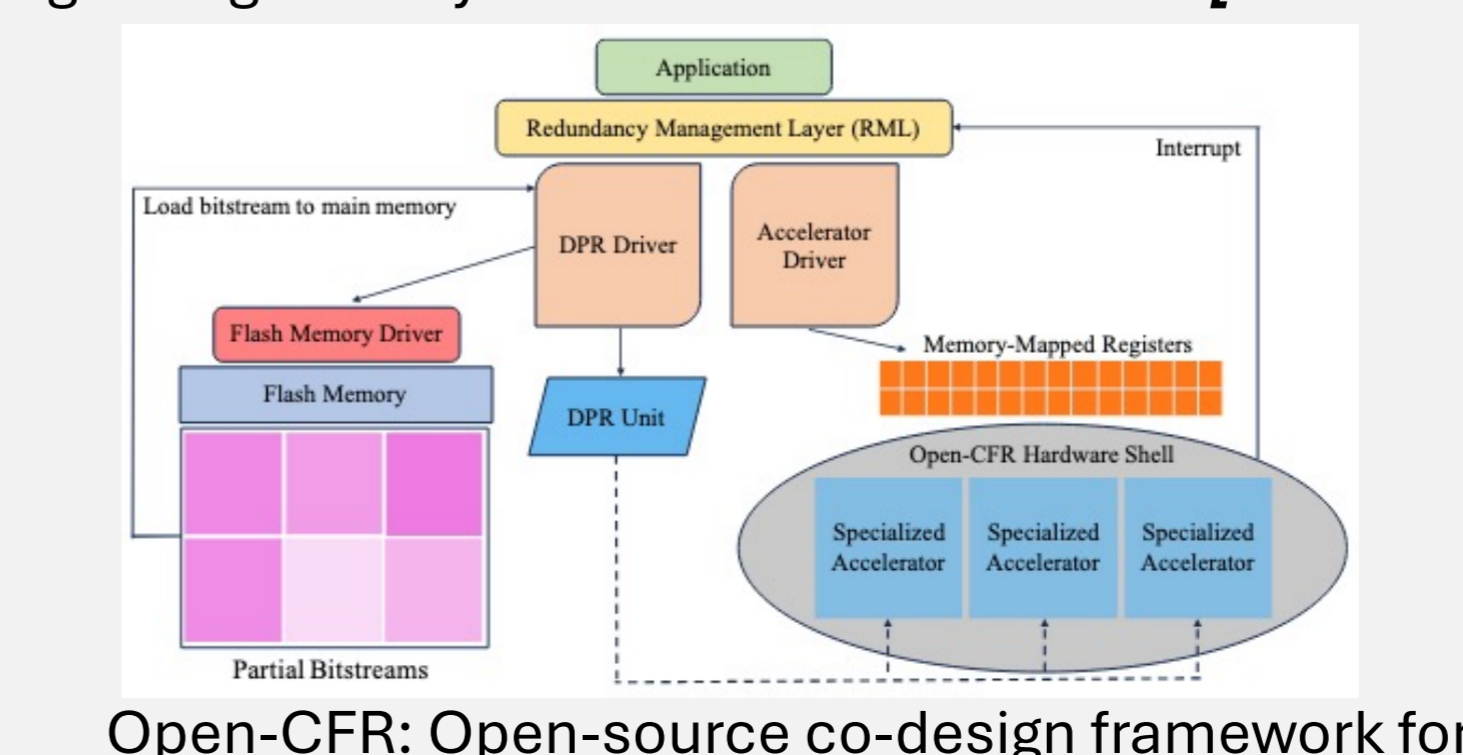 Application
Redundancy Management Layer (RML)
Interrupt
Load bitstream to main memory
DPR Driver
Accelerator
Driver
Flash Memory Driver
Memory-Mapped Registers
Flash Memory
DPR Unit
Open-CFR Hardware Shell
Specialized
Accelerator
Specialized
Accelerator
Specialized
Accelerator
Partial Bitstreams
Open-CFR: Open-source co-design framework for